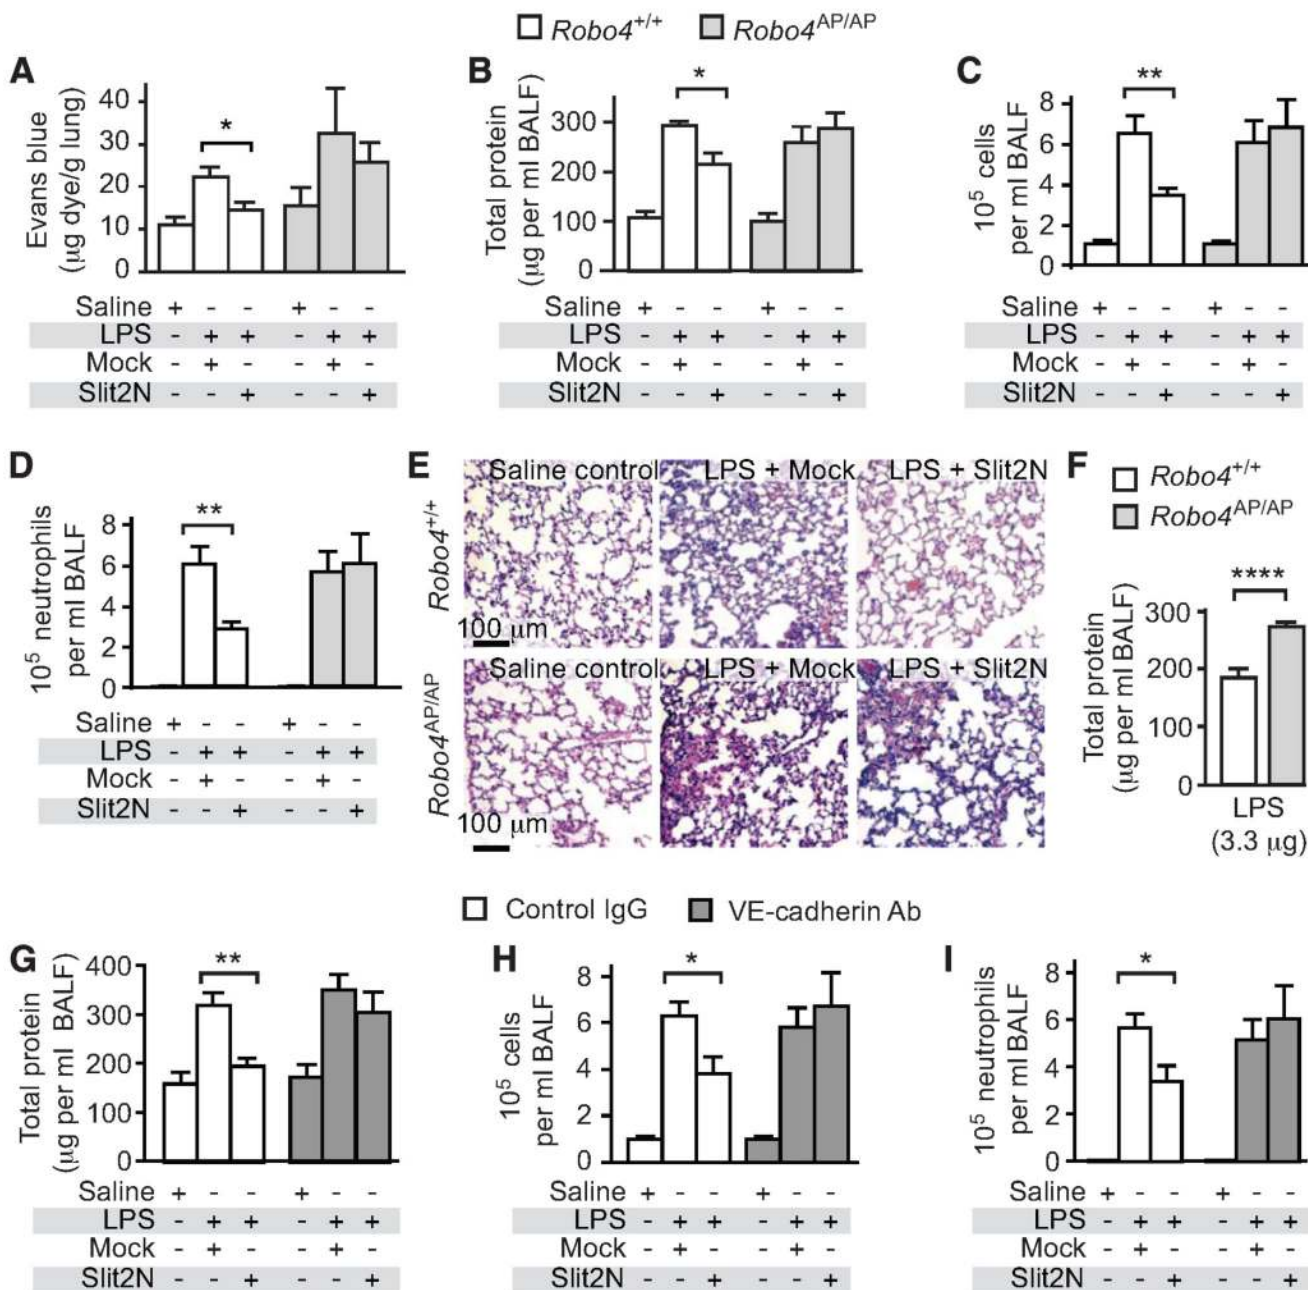 Robo4+/+ Robo4AP/AP
A
Evans blue
(μg dye/g lung)
40
30
20
10
0
*
Saline + - - + - -
LPS - + + - + +
Mock - + - - + -
Slit2N - - + - - +
B
Total protein
(μg per ml BALF)
300
200
100
0
*
Saline + - - + - -
LPS - + + - + +
Mock - + - - + -
Slit2N - - + - - +
C
10⁵ cells
per ml BALF
8
6
4
2
0
**
Saline + - - + - -
LPS - + + - + +
Mock - + - - + -
Slit2N - - + - - +
D
10⁵ neutrophils
per ml BALF
8
6
4
2
0
**
Saline + - - + - -
LPS - + + - + +
Mock - + - - + -
Slit2N - - + - - +
E
Saline control LPS + Mock LPS + Slit2N
Robo4+/+
100 μm
Saline control LPS + Mock LPS + Slit2N
Robo4AP/AP
100 μm
F
Robo4+/+
Robo4AP/AP
Total protein
(μg per ml BALF)
300
200
100
0
****
LPS
(3.3 μg)
Control IgG VE-cadherin Ab
G
Total protein
(μg per ml BALF)
400
300
200
100
0
**
Saline + - - + - -
LPS - + + - + +
Mock - + - - + -
Slit2N - - + - - +
H
10⁵ cells
per ml BALF
8
6
4
2
0
*
Saline + - - + - -
LPS - + + - + +
Mock - + - - + -
Slit2N - - + - - +
I
10⁵ neutrophils
per ml BALF
8
6
4
2
0
*
Saline + - - + - -
LPS - + + - + +
Mock - + - - + -
Slit2N - - + - - +